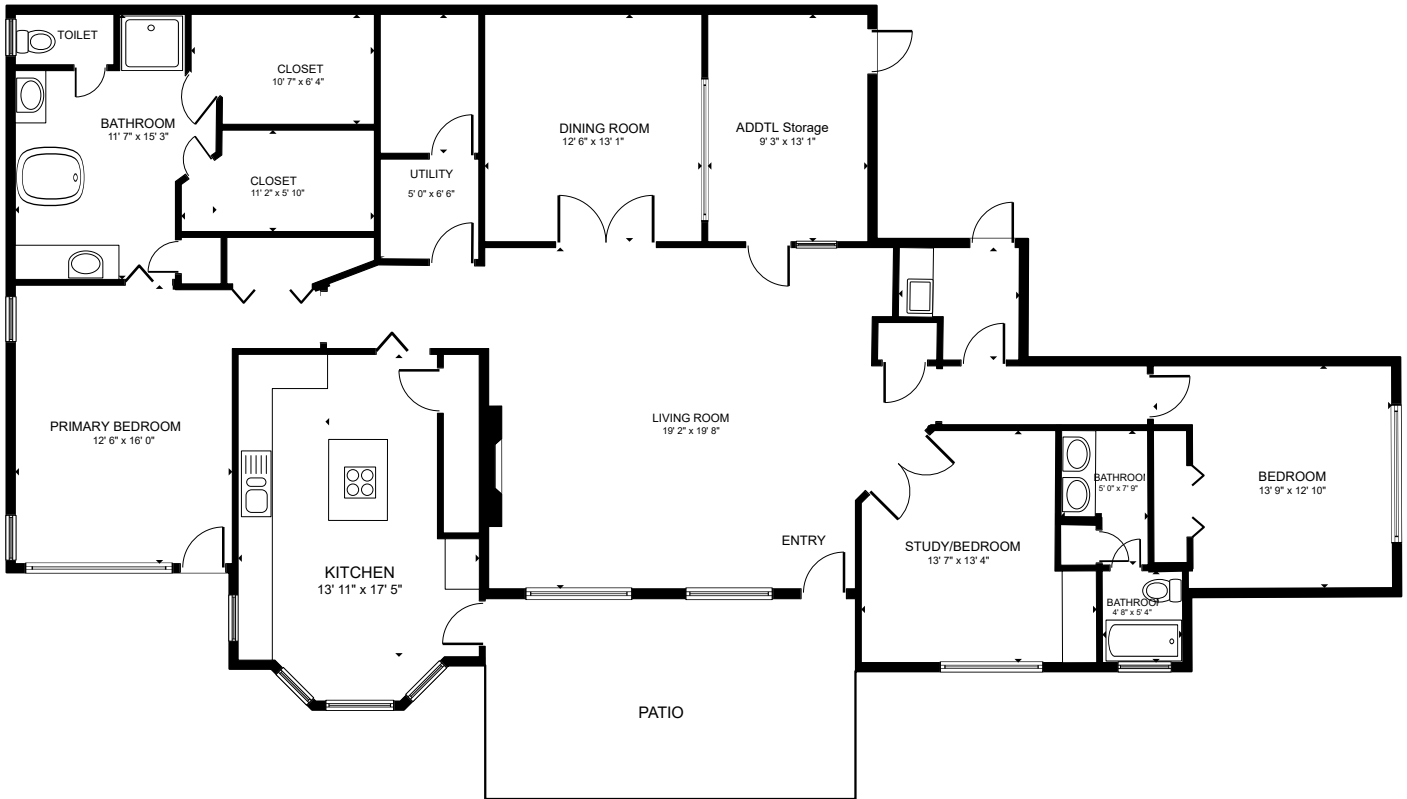 TOILET
CLOSET
10' 7" x 6' 4"
BATHROOM
11' 7" x 15' 3"
DINING ROOM
12' 6" x 13' 1"
ADDTL Storage
9' 3" x 13' 1"
CLOSET
11' 2" x 5' 10"
UTILITY
5' 0" x 6' 6"
PRIMARY BEDROOM
12' 6" x 16' 0"
LIVING ROOM
19' 2" x 19' 8"
BATHROOI
5' 0" x 7' 9"
BEDROOM
13' 9" x 12' 10"
ENTRY
STUDY/BEDROOM
13' 7" x 13' 4"
KITCHEN
13' 11" x 17' 5"
BATHROOI
4' 8" x 5' 4"
PATIO